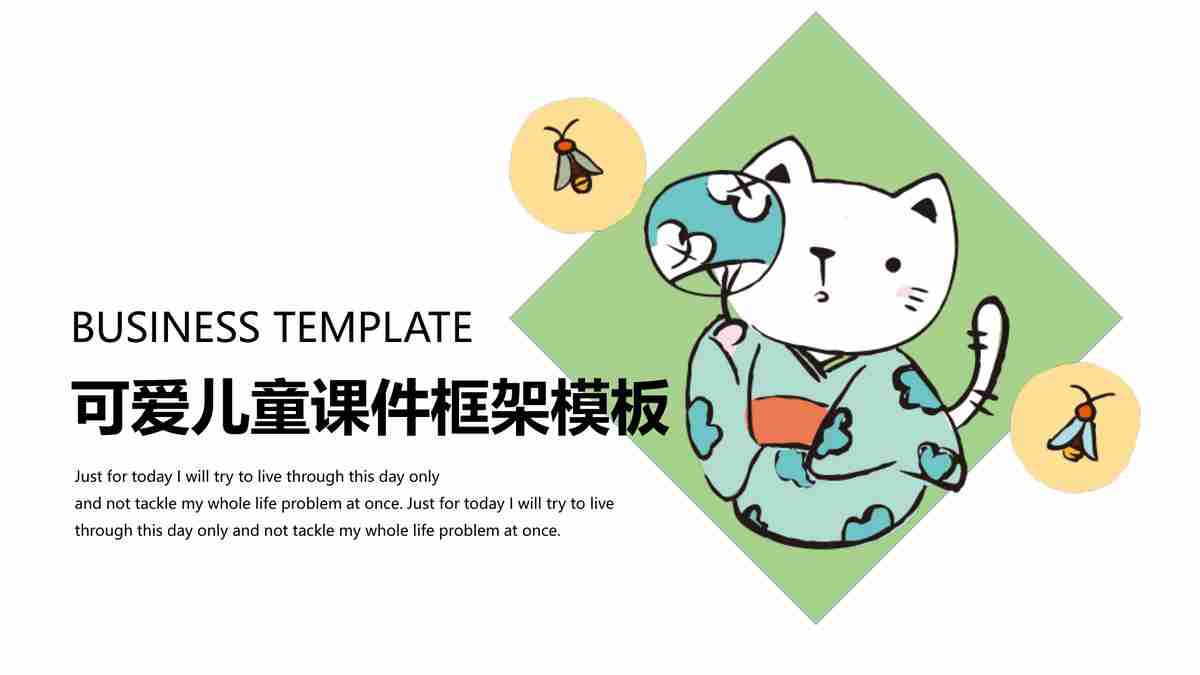 BUSINESS TEMPLATE
可爱儿童课件框架模板
Just for today I will try to live through this day only
and not tackle my whole life problem at once. Just for today I will try to live
through this day only and not tackle my whole life problem at once.